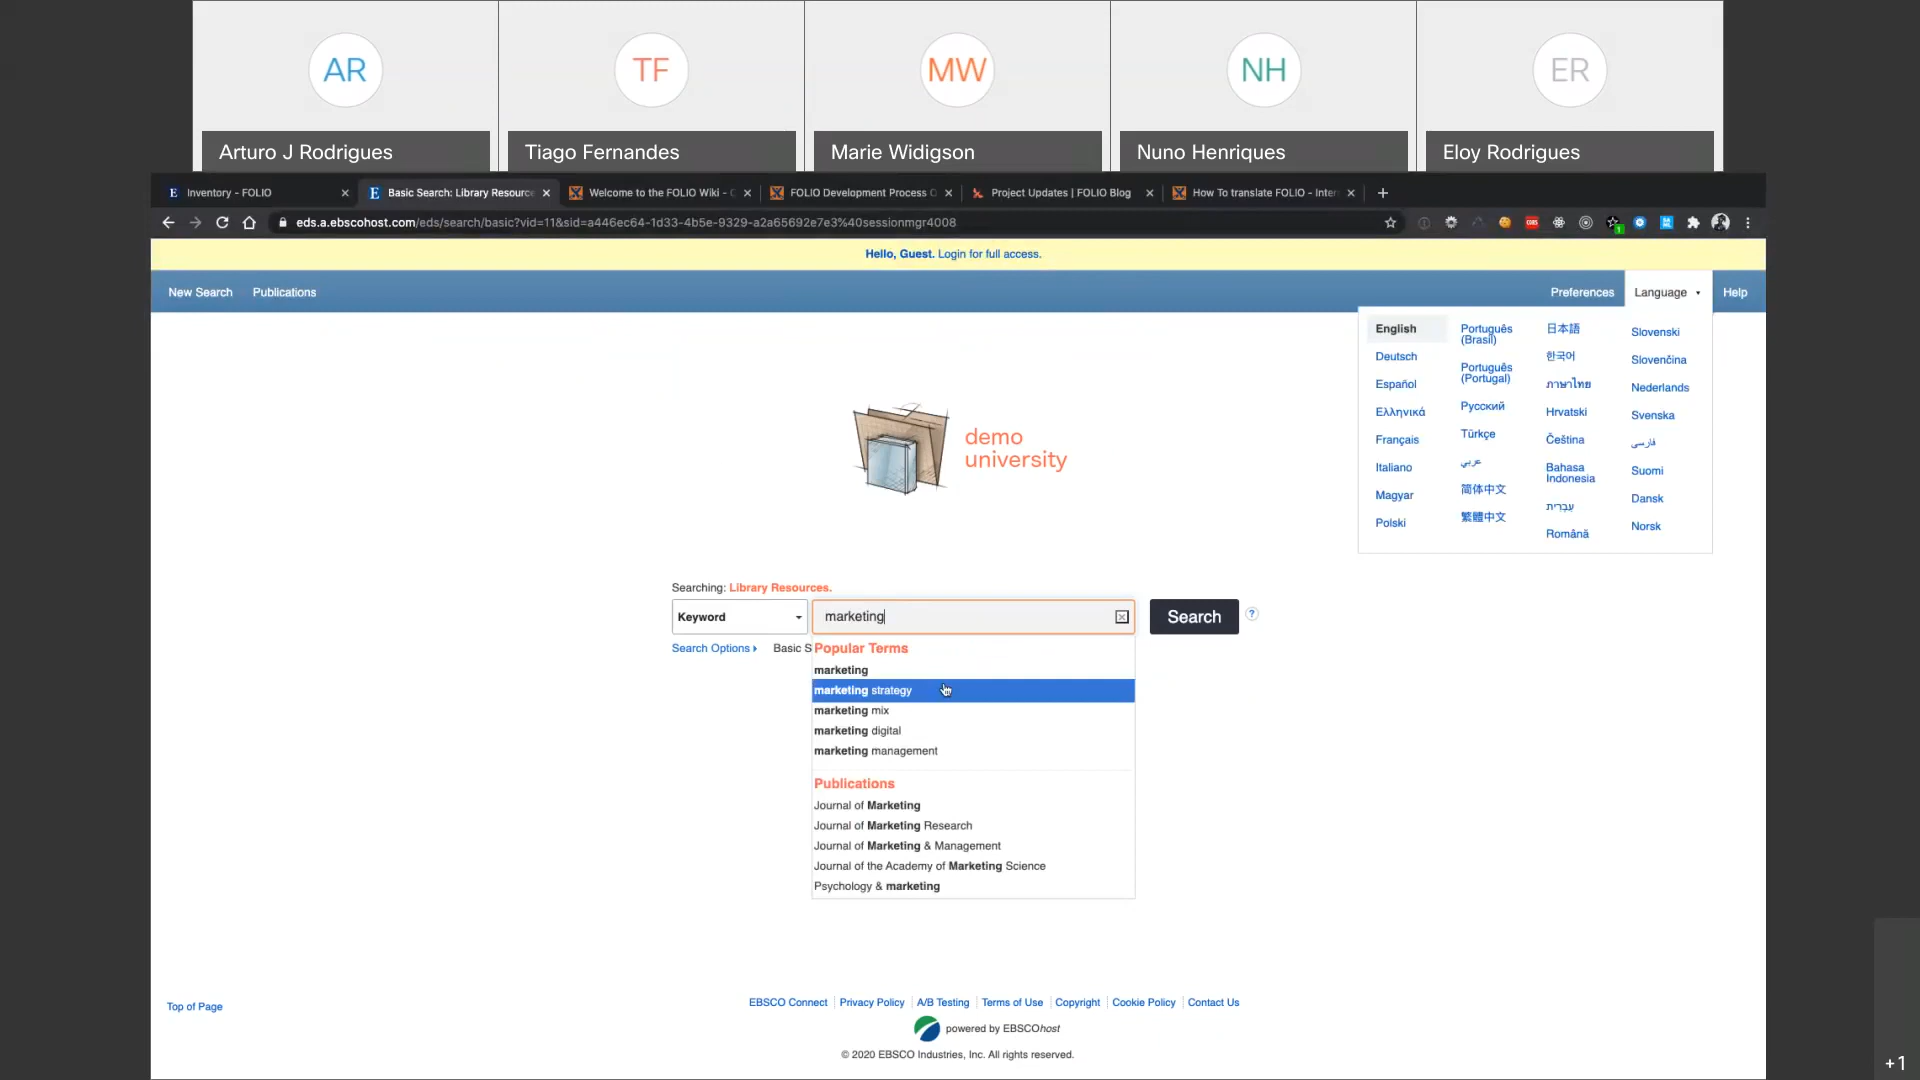 AR
TF
MW
NH
ER
Arturo J Rodrigues
Tiago Fernandes
Marie Widigson
Nuno Henriques
Eloy Rodrigues
Inventory - FOLIO
Basic Search: Library Resource
Welcome to the FOLIO Wiki -
FOLIO Development Process
Project Updates | FOLIO Blog
How To translate FOLIO - Inter
eds.a.ebscohost.com/eds/search/basic?vid=11&sid=a446ec64-1d33-4b5e-9329-a2a65692e7e3%40sessionmgr4008
Hello, Guest. Login for full access.
New Search
Publications
Preferences
Language
Help
English
Deutsch
Español
Ελληνικά
Français
Italiano
Magyar
Polski
Português
(Brasil)
Português
(Portugal)
Русский
Türkçe
عربي
简体中文
繁體中文
日本語
한국어
ภาษาไทย
Hrvatski
Čeština
Bahasa
Indonesia
עברית
Română
Slovenski
Slovenčina
Nederlands
Svenska
فارسی
Suomi
Dansk
Norsk
demo
university
Searching: Library Resources.
Keyword
marketing
Search
?
Search Options
Basic S
Popular Terms
marketing
marketing strategy
marketing mix
marketing digital
marketing management
Publications
Journal of Marketing
Journal of Marketing Research
Journal of Marketing & Management
Journal of the Academy of Marketing Science
Psychology & marketing
Top of Page
EBSCO Connect
Privacy Policy
A/B Testing
Terms of Use
Copyright
Cookie Policy
Contact Us
powered by EBSCOhost
© 2020 EBSCO Industries, Inc. All rights reserved.
+1